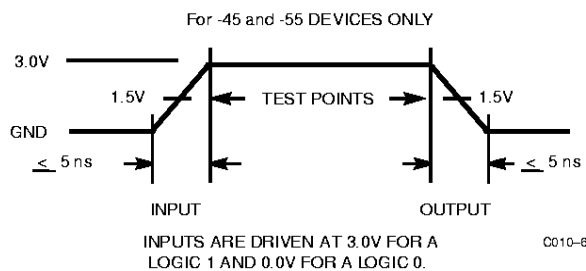 For -45 and -55 DEVICES ONLY
3.0V
1.5V
TEST POINTS
1.5V
GND
≤ 5 ns
≤ 5 ns
INPUT
OUTPUT
INPUTS ARE DRIVEN AT 3.0V FOR A
LOGIC 1 AND 0.0V FOR A LOGIC 0.
C010–6